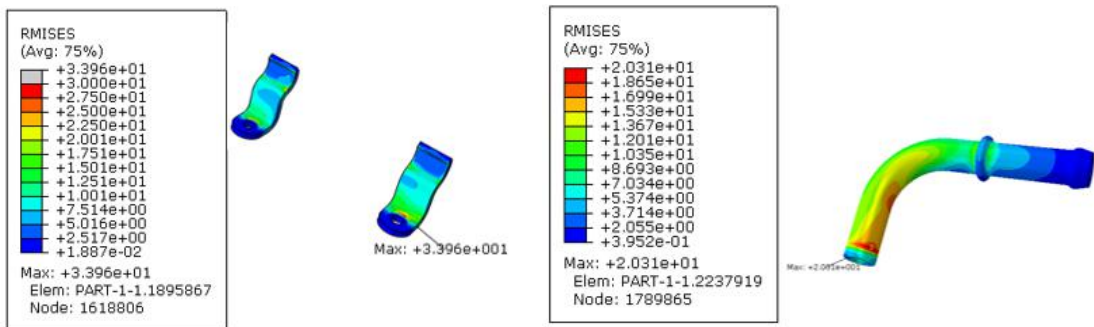 RMISES
(Avg: 75%)
+3.396e+01
+3.000e+01
+2.750e+01
+2.500e+01
+2.250e+01
+2.001e+01
+1.751e+01
+1.501e+01
+1.251e+01
+1.001e+01
+7.514e+00
+5.016e+00
+2.517e+00
+1.887e-02
Max: +3.396e+01
Elem: PART-1-1.1895867
Node: 1618806
Max: +3.396e+001
RMISES
(Avg: 75%)
+2.031e+01
+1.865e+01
+1.699e+01
+1.533e+01
+1.367e+01
+1.201e+01
+1.035e+01
+8.693e+00
+7.034e+00
+5.374e+00
+3.714e+00
+2.055e+00
+3.952e-01
Max: +2.031e+01
Elem: PART-1-1.2237919
Node: 1789865
Max: +2.031e+001